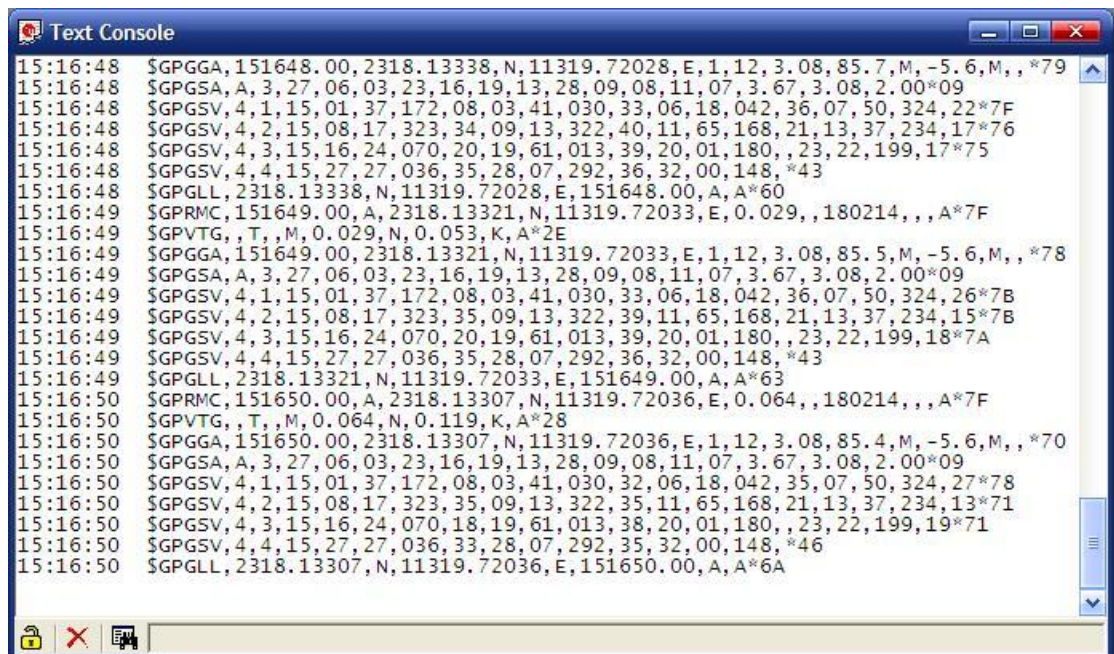 Text Console
15:16:48 $GPGGA,151648.00,2318.13338,N,11319.72028,E,1,12,3.08,85.7,M,-5.6,M,,*79
15:16:48 $GPGSA,A,3,27,06,03,23,16,19,13,28,09,08,11,07,3.67,3.08,2.00*09
15:16:48 $GPGSV,4,1,15,01,37,172,08,03,41,030,33,06,18,042,36,07,50,324,22*7F
15:16:48 $GPGSV,4,2,15,08,17,323,34,09,13,322,40,11,65,168,21,13,37,234,17*76
15:16:48 $GPGSV,4,3,15,16,24,070,20,19,61,013,39,20,01,180,,23,22,199,17*75
15:16:48 $GPGSV,4,4,15,27,27,036,35,28,07,292,36,32,00,148,*43
15:16:48 $GPGLL,2318.13338,N,11319.72028,E,151648.00,A,A*60
15:16:49 $GPRMC,151649.00,A,2318.13321,N,11319.72033,E,0.029,,180214,,,A*7F
15:16:49 $GPVTG,,T,,M,0.029,N,0.053,K,A*2E
15:16:49 $GPGGA,151649.00,2318.13321,N,11319.72033,E,1,12,3.08,85.5,M,-5.6,M,,*78
15:16:49 $GPGSA,A,3,27,06,03,23,16,19,13,28,09,08,11,07,3.67,3.08,2.00*09
15:16:49 $GPGSV,4,1,15,01,37,172,08,03,41,030,33,06,18,042,36,07,50,324,26*7B
15:16:49 $GPGSV,4,2,15,08,17,323,35,09,13,322,39,11,65,168,21,13,37,234,15*7B
15:16:49 $GPGSV,4,3,15,16,24,070,20,19,61,013,39,20,01,180,,23,22,199,18*7A
15:16:49 $GPGSV,4,4,15,27,27,036,35,28,07,292,36,32,00,148,*43
15:16:49 $GPGLL,2318.13321,N,11319.72033,E,151649.00,A,A*63
15:16:50 $GPRMC,151650.00,A,2318.13307,N,11319.72036,E,0.064,,180214,,,A*7F
15:16:50 $GPVTG,,T,,M,0.064,N,0.119,K,A*28
15:16:50 $GPGGA,151650.00,2318.13307,N,11319.72036,E,1,12,3.08,85.4,M,-5.6,M,,*70
15:16:50 $GPGSA,A,3,27,06,03,23,16,19,13,28,09,08,11,07,3.67,3.08,2.00*09
15:16:50 $GPGSV,4,1,15,01,37,172,08,03,41,030,32,06,18,042,35,07,50,324,27*78
15:16:50 $GPGSV,4,2,15,08,17,323,35,09,13,322,35,11,65,168,21,13,37,234,13*71
15:16:50 $GPGSV,4,3,15,16,24,070,18,19,61,013,38,20,01,180,,23,22,199,19*71
15:16:50 $GPGSV,4,4,15,27,27,036,33,28,07,292,35,32,00,148,*46
15:16:50 $GPGLL,2318.13307,N,11319.72036,E,151650.00,A,A*6A